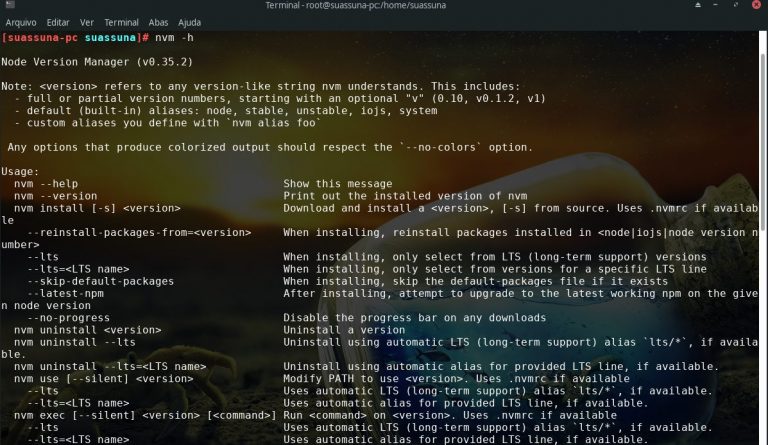 Terminal - root@suassuna-pc:/home/suassuna
Arquivo Editar Ver Terminal Abas Ajuda
[suassuna-pc suassuna]# nvm -h
Node Version Manager (v0.35.2)
Note: <version> refers to any version-like string nvm understands. This includes:
- full or partial version numbers, starting with an optional "v" (0.10, v0.1.2, v1)
- default (built-in) aliases: node, stable, unstable, iojs, system
- custom aliases you define with `nvm alias foo`
Any options that produce colorized output should respect the `--no-colors` option.
Usage:
nvm --help Show this message
nvm --version Print out the installed version of nvm
nvm install [-s] <version> Download and install a <version>, [-s] from source. Uses .nvmrc if availab
le
--reinstall-packages-from=<version> When installing, reinstall packages installed in <node|iojs|node version n
umber>
--lts When installing, only select from LTS (long-term support) versions
--lts=<LTS name> When installing, only select from versions for a specific LTS line
--skip-default-packages When installing, skip the default-packages file if it exists
--latest-npm After installing, attempt to upgrade to the latest working npm on the give
n node version
--no-progress Disable the progress bar on any downloads
nvm uninstall <version> Uninstall a version
nvm uninstall --lts Uninstall using automatic LTS (long-term support) alias `lts/*`, if availa
ble.
nvm uninstall --lts=<LTS name> Uninstall using automatic alias for provided LTS line, if available.
nvm use [--silent] <version> Modify PATH to use <version>. Uses .nvmrc if available
--lts Uses automatic LTS (long-term support) alias `lts/*`, if available.
--lts=<LTS name> Uses automatic alias for provided LTS line, if available.
nvm exec [--silent] <version> [<command>] Run <command> on <version>. Uses .nvmrc if available
--lts Uses automatic LTS (long-term support) alias `lts/*`, if available.
--lts=<LTS name> Uses automatic alias for provided LTS line, if available.